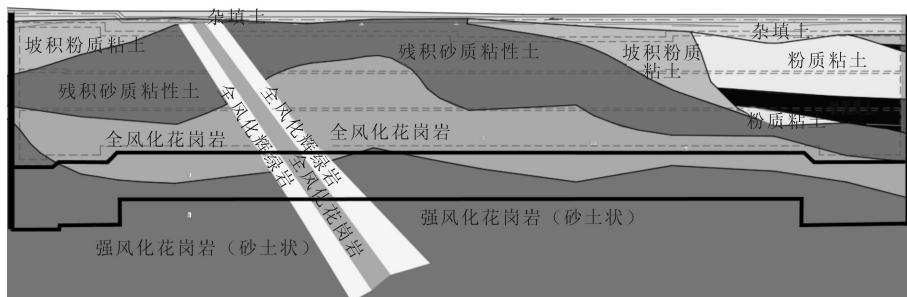 杂填土
杂填土
坡积粉质粘土
残积砂质粘性土
坡积粉质
粘土
粉质粘土
残积砂质粘性土
粉质粘土
全风化花岗岩
全风化辉绿岩
全风化辉绿岩
全风化花岗岩
全风化花岗岩
强风化花岗岩（砂土状）
强风化花岗岩（砂土状）